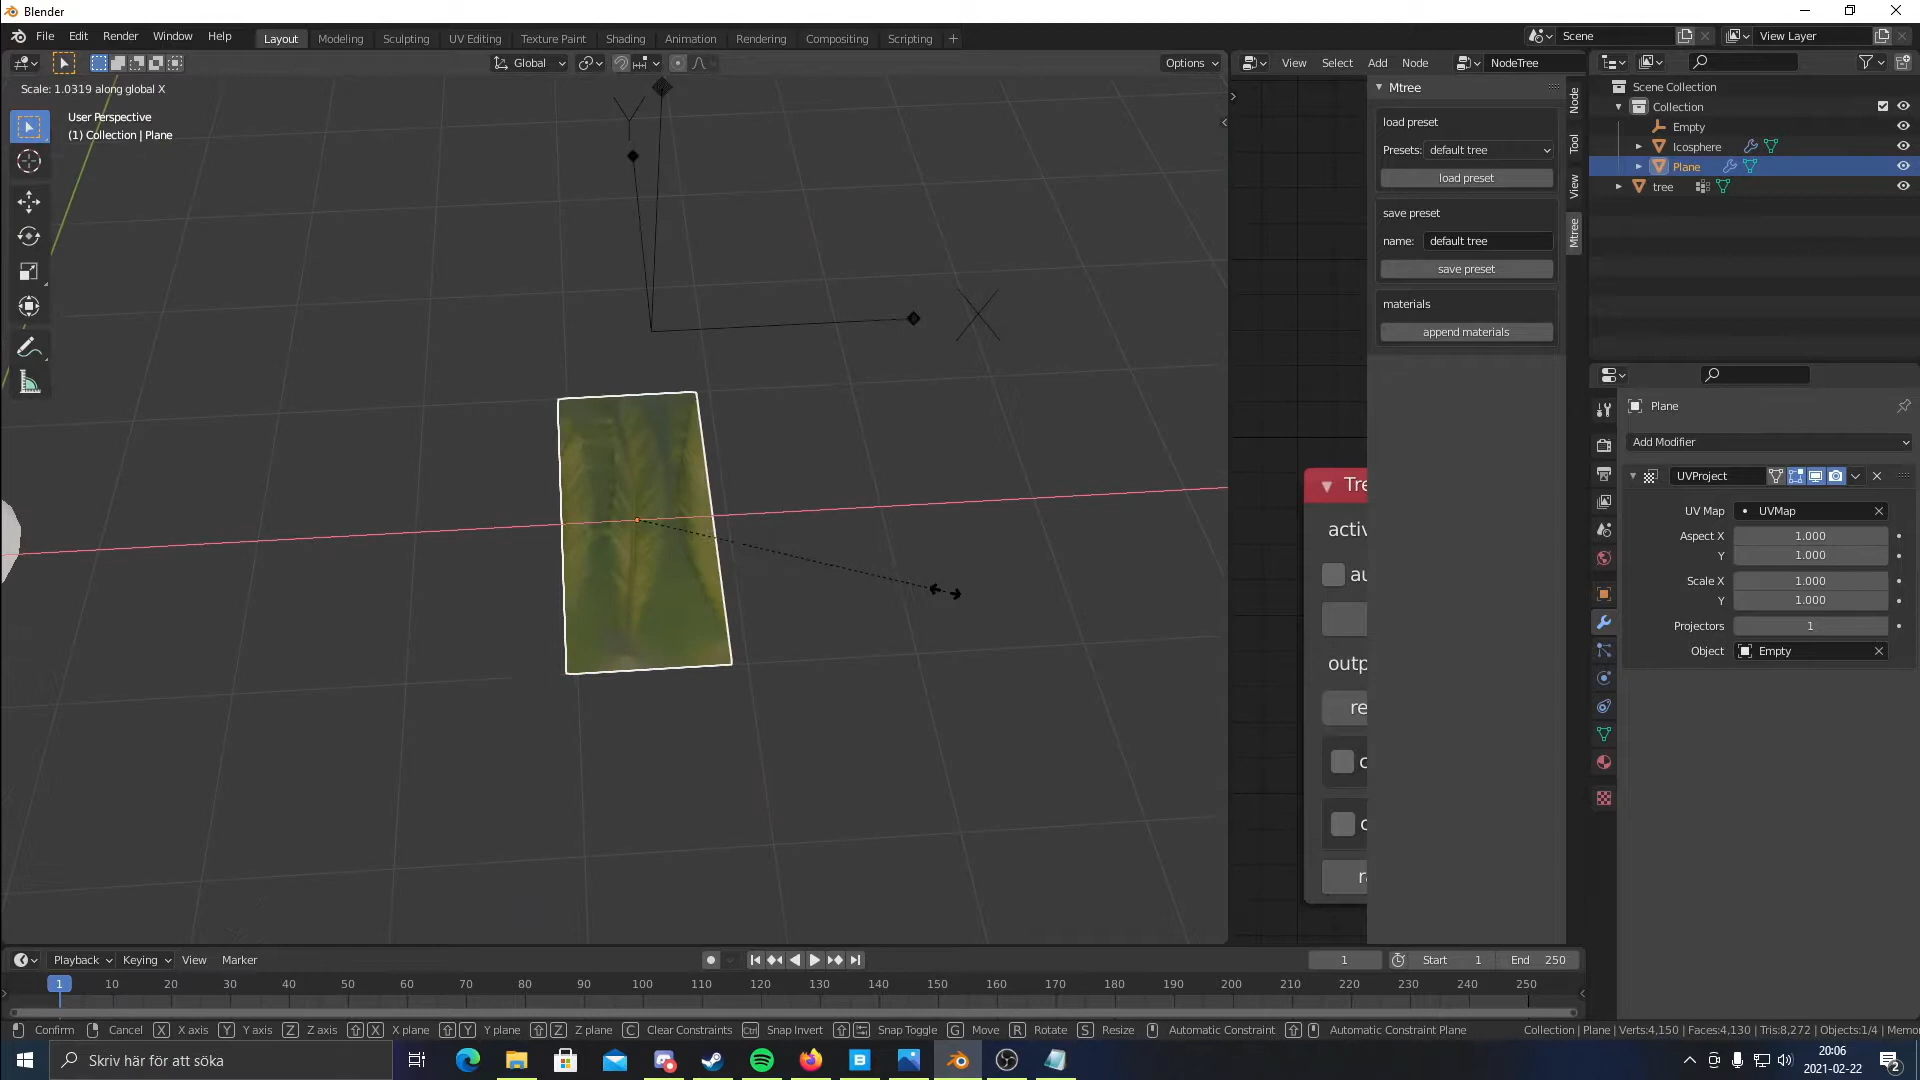 Blender
File Edit Render Window Help Layout Modeling Sculpting UV Editing Texture Paint Shading Animation Rendering Compositing Scripting + Scene View Layer
Global Options View Select Add Node NodeTree
Scale: 1.0319 along global X
User Perspective
(1) Collection | Plane
Y
X
Mtree
load preset
Presets: default tree
load preset
save preset
name: default tree
save preset
materials
append materials
Node
Tool
View
Mtree
Tre
activ
au
outp
re
c
c
ra
Scene Collection
Collection
Empty
Icosphere
Plane
tree
Plane
Add Modifier
UVProject
UV Map UVMap
Aspect X 1.000
Y 1.000
Scale X 1.000
Y 1.000
Projectors 1
Object Empty
Playback Keying View Marker 1 Start 1 End 250
1 10 20 30 40 50 60 70 80 90 100 110 120 130 140 150 160 170 180 190 200 210 220 230 240 250
Confirm Cancel X X axis Y Y axis Z Z axis X X plane Y Y plane Z Z plane C Clear Constraints Ctrl Snap Invert Snap Toggle G Move R Rotate S Resize Automatic Constraint Automatic Constraint Plane Collection | Plane | Verts:4,150 | Faces:4,130 | Tris:8,272 | Objects:1/4 | Memo
Skriv här för att söka
20:06
2021-02-22
2